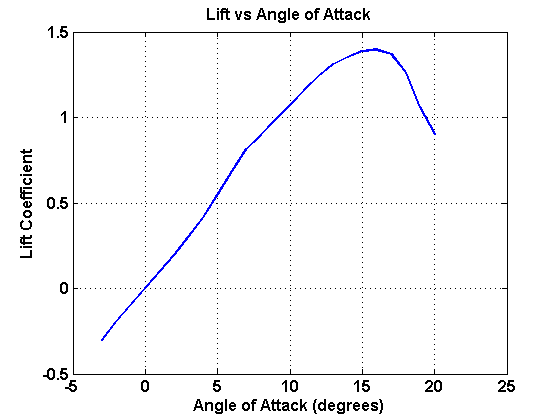 Lift vs Angle of Attack
1.5
1
0.5
0
-0.5
-5 0 5 10 15 20 25
Lift Coefficient
Angle of Attack (degrees)